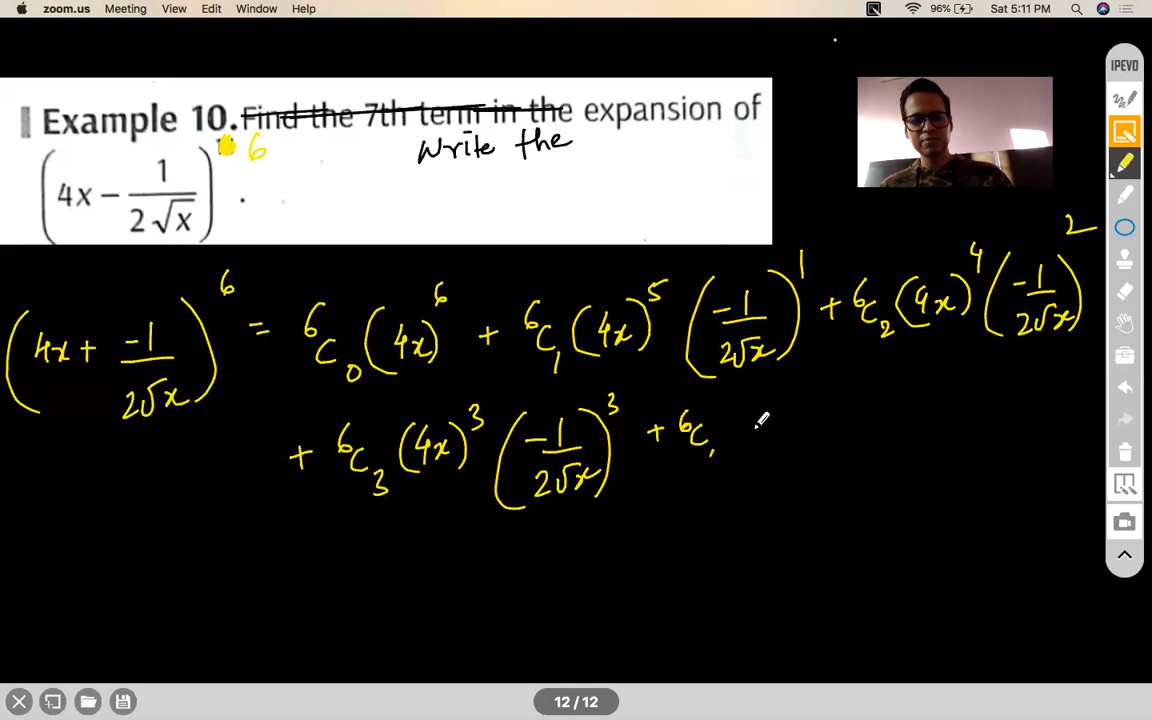 zoom.us Meeting View Edit Window Help 96% Sat 5:11 PM
IPEVO
Example 10. Find the 7th term in the expansion of
6 Write the
(4x − 1/(2√x)) .
(4x + −1/(2√x))⁶ = ⁶C₀ (4x)⁶ + ⁶C₁ (4x)⁵ (−1/(2√x))¹ + ⁶C₂ (4x)⁴ (−1/(2√x))²
+ ⁶C₃ (4x)³ (−1/(2√x))³ + ⁶C
12 / 12